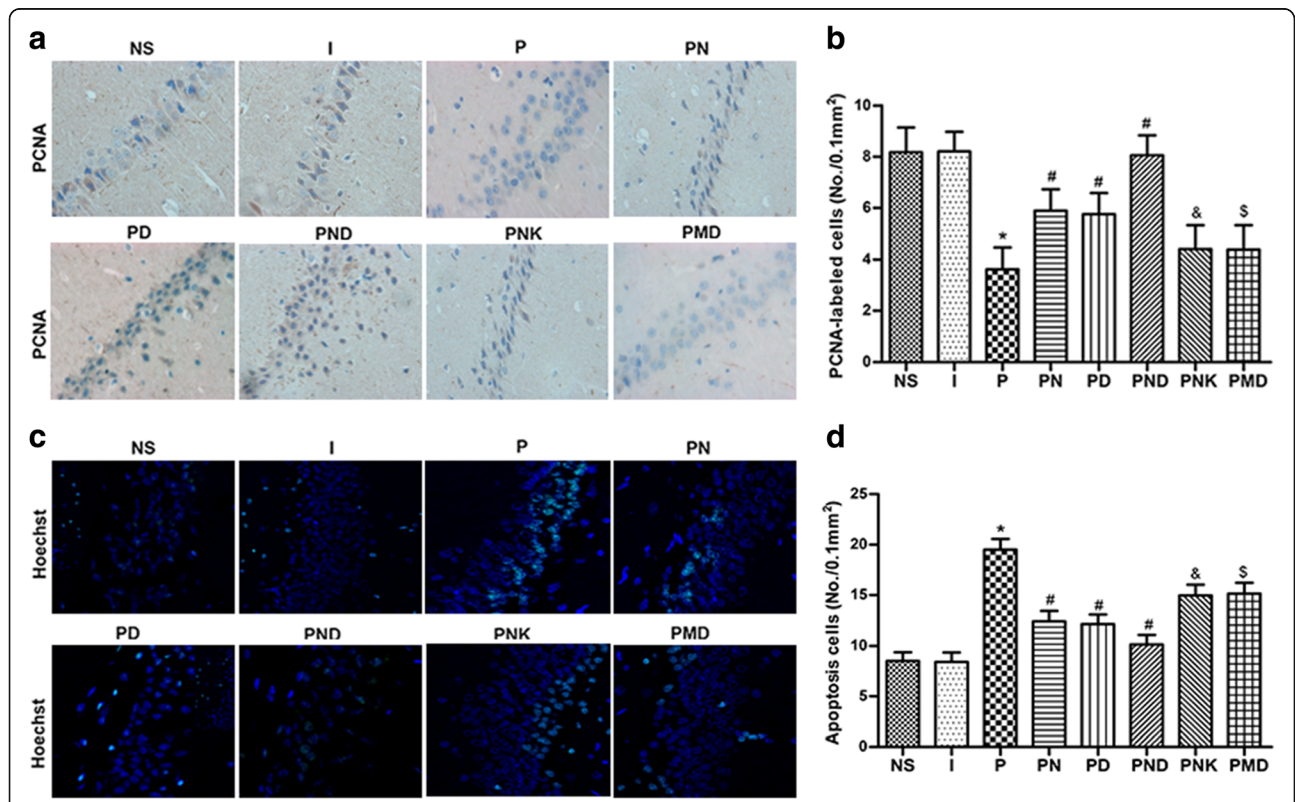 a
NS I P PN
PCNA
PD PND PNK PMD
PCNA
b
PCNA-labeled cells (No./0.1mm²)
10
8
6
4
2
0
* # # # & $
NS I P PN PD PND PNK PMD
c
NS I P PN
Hoechst
PD PND PNK PMD
Hoechst
d
Apoptosis cells (No./0.1mm²)
25
20
15
10
5
0
* # # # & $
NS I P PN PD PND PNK PMD